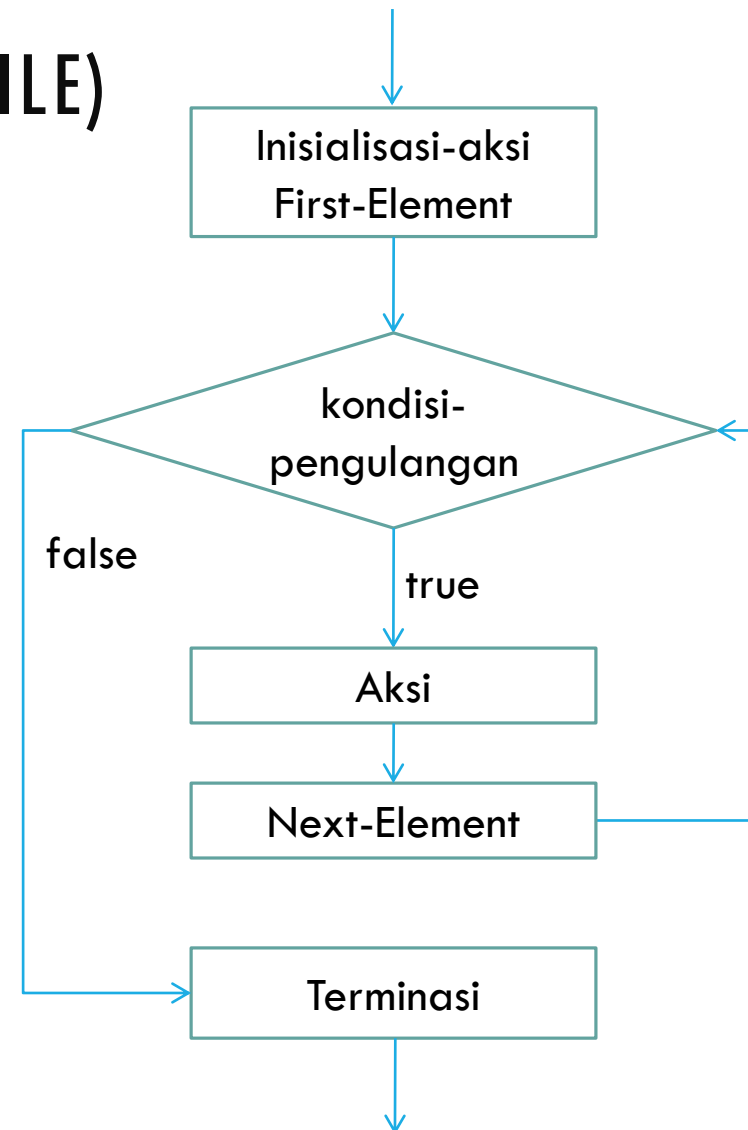 ILE)
Inisialisasi-aksi
First-Element
kondisi-
pengulangan
false
true
Aksi
Next-Element
Terminasi